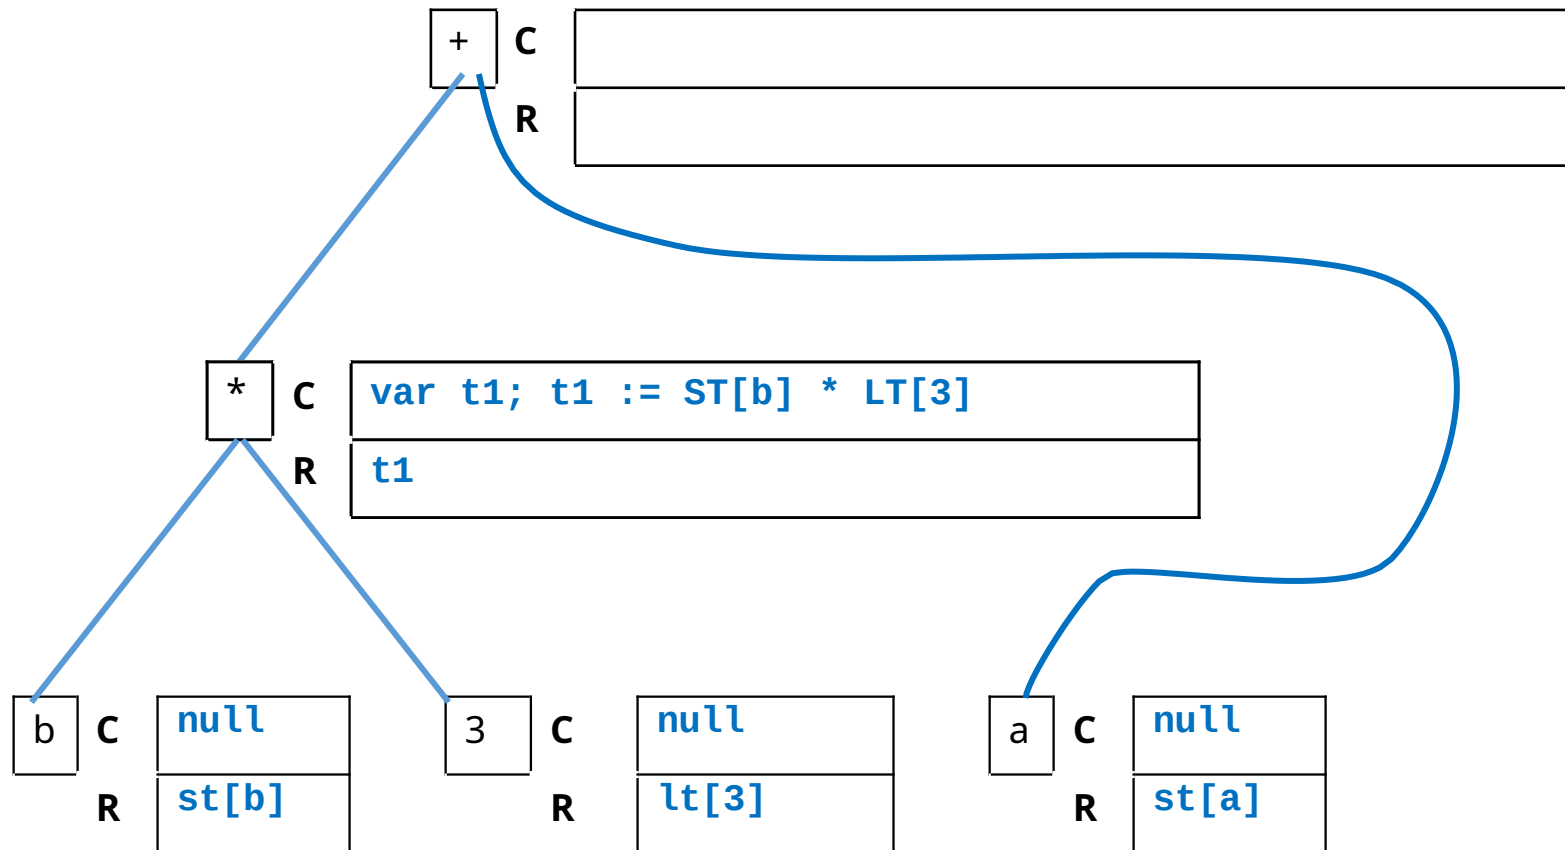 + C
R
* C var t1; t1 := ST[b] * LT[3]
R t1
b C null 3 C null a C null
R st[b] R lt[3] R st[a]